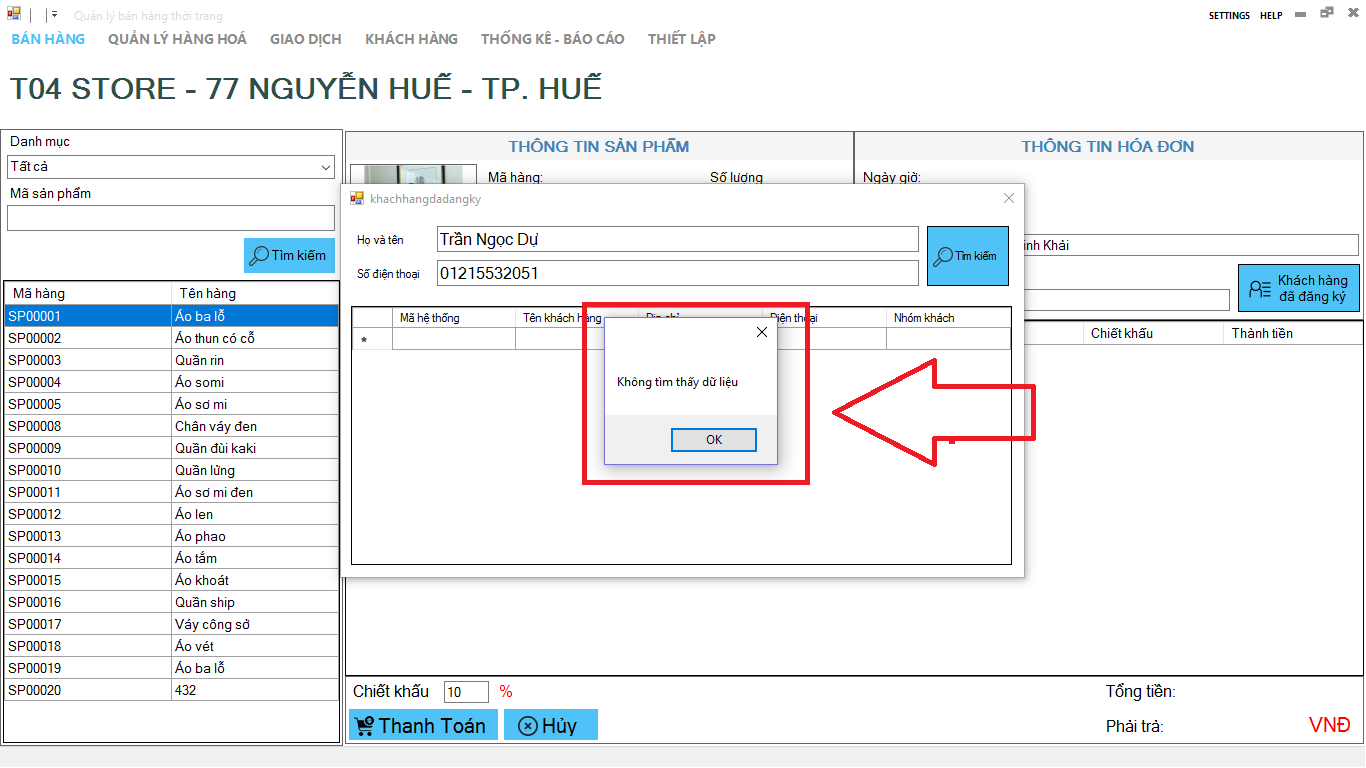 Quản lý bán hàng thời trang
SETTINGS HELP
BÁN HÀNG QUẢN LÝ HÀNG HOÁ GIAO DỊCH KHÁCH HÀNG THỐNG KÊ - BÁO CÁO THIẾT LẬP
T04 STORE - 77 NGUYỄN HUẾ - TP. HUẾ
Danh mục
Tất cả
Mã sản phẩm
Tìm kiếm
Mã hàng Tên hàng
SP00001 Áo ba lỗ
SP00002 Áo thun có cỗ
SP00003 Quần rin
SP00004 Áo somi
SP00005 Áo sơ mi
SP00008 Chân váy đen
SP00009 Quần đùi kaki
SP00010 Quần lửng
SP00011 Áo sơ mi đen
SP00012 Áo len
SP00013 Áo phao
SP00014 Áo tắm
SP00015 Áo khoát
SP00016 Quần ship
SP00017 Váy công sở
SP00018 Áo vét
SP00019 Áo ba lỗ
SP00020 432
THÔNG TIN SẢN PHẨM
Mã hàng: Số lượng
THÔNG TIN HÓA ĐƠN
Ngày giờ:
Khải
Khách hàng
đã đăng ký
Chiết khấu Thành tiền
khachhangdadangky
Họ và tên Trần Ngọc Dự
Số điện thoại 01215532051
Tìm kiếm
Mã hệ thống Tên khách hàng Địa chỉ Điện thoại Nhóm khách
*
Không tìm thấy dữ liệu
OK
Chiết khấu 10 %
Thanh Toán Hủy
Tổng tiền:
Phải trả: VNĐ